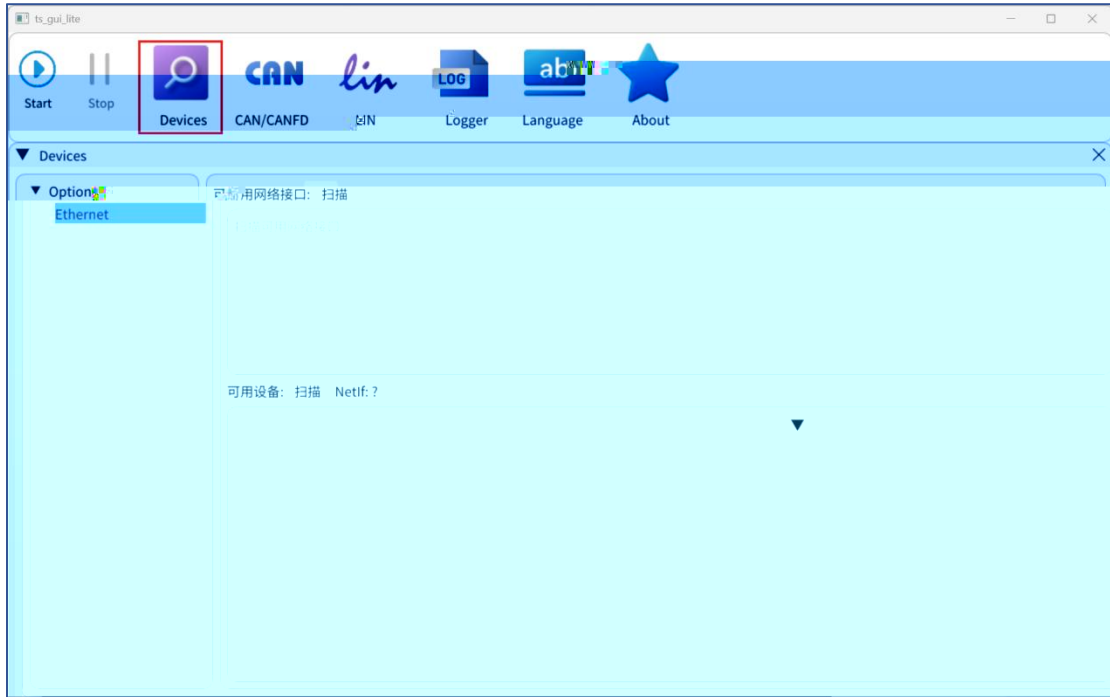 ts_gui_lite
CAN lin LOG
Start Stop Devices CAN/CANFD Logger Language About
Devices
Ethernet
用网络接口: 扫描
可用设备: 扫描 NetIf: ?